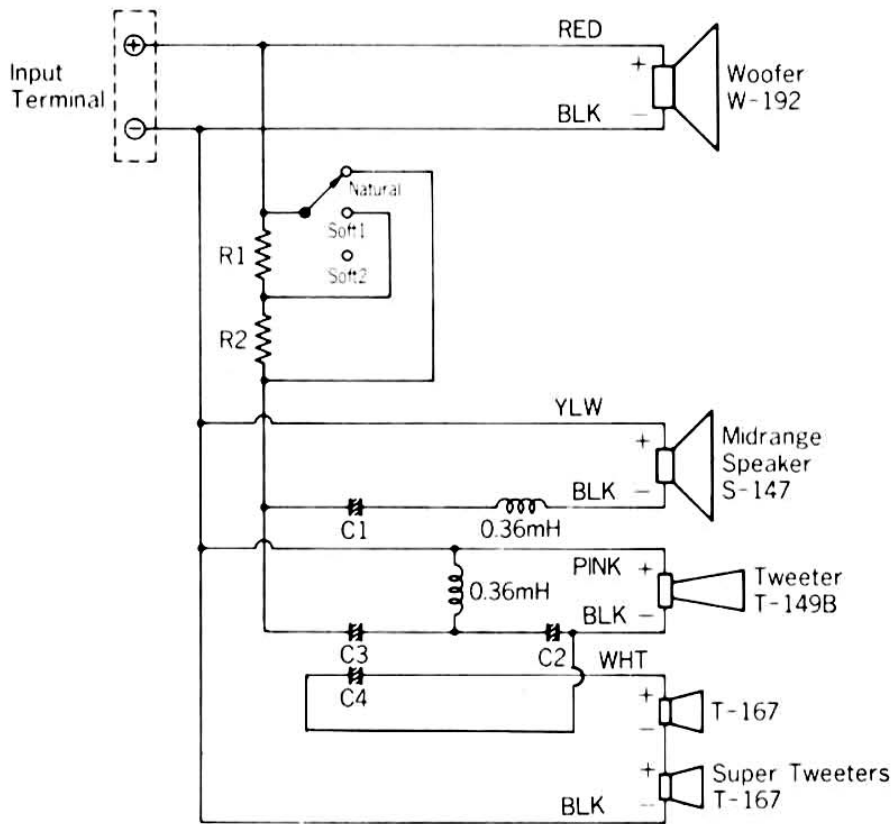 RED
+
Input
Terminal
Woofer
W-192
BLK
−
Natural
Soft1
R1
Soft2
R2
YLW
+
Midrange
Speaker
S-147
BLK
−
C1
0.36mH
PINK
+
Tweeter
T-149B
0.36mH
BLK
−
C3
C2
WHT
C4
+
T-167
−
+
Super Tweeters
T-167
BLK
−